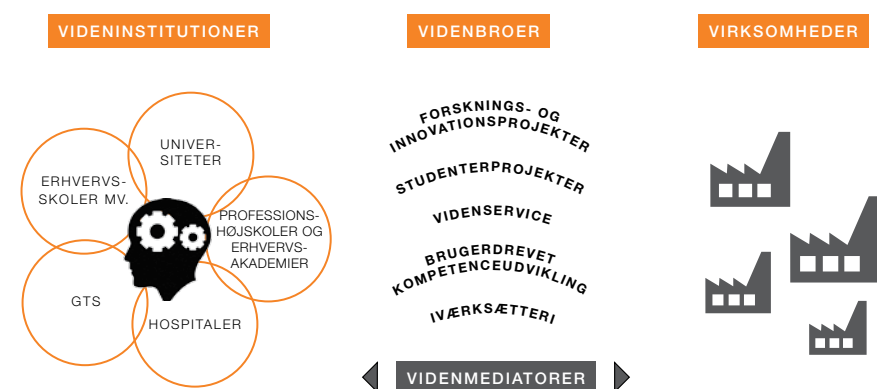 VIDENINSTITUTIONER
VIDENBROER
VIRKSOMHEDER
UNIVER-
SITETER
ERHVERVS-
SKOLER MV.
PROFESSIONS-
HØJSKOLER OG
ERHVERVS-
AKADEMIER
GTS
HOSPITALER
FORSKNINGS- OG
INNOVATIONSPROJEKTER
STUDENTERPROJEKTER
VIDENSERVICE
BRUGERDREVET
KOMPETENCEUDVIKLING
IVÆRKSÆTTERI
VIDENMEDIATORER